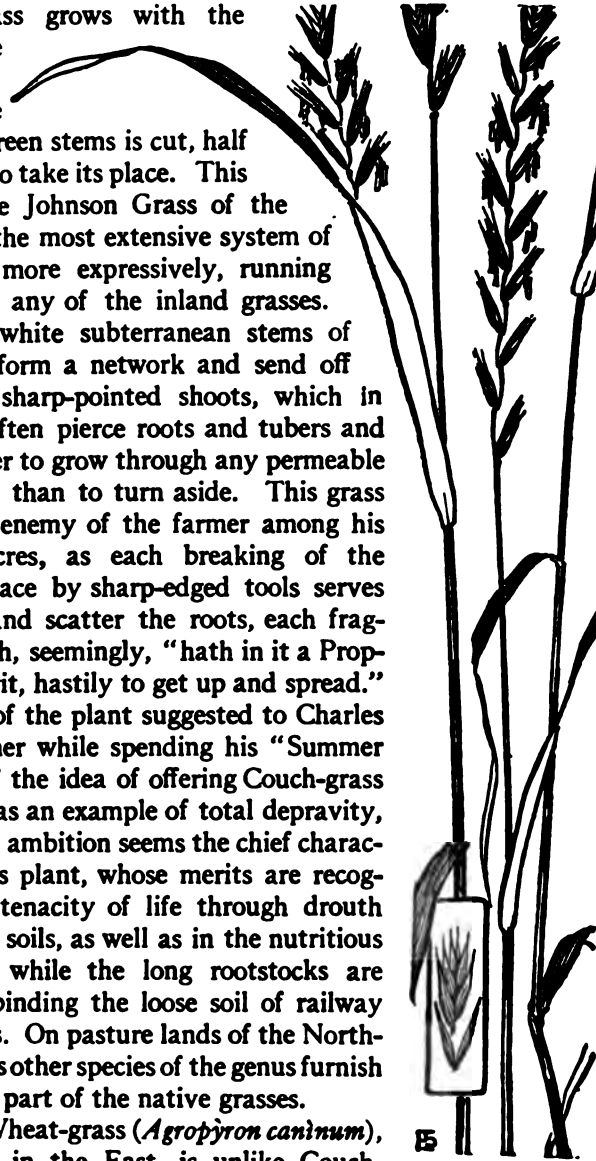 ass grows with the
e
e
reen stems is cut, half
o take its place. This
e Johnson Grass of the
the most extensive system of
more expressively, running
any of the inland grasses.
white subterranean stems of
form a network and send off
sharp-pointed shoots, which in
ften pierce roots and tubers and
er to grow through any permeable
than to turn aside. This grass
enemy of the farmer among his
cres, as each breaking of the
ace by sharp-edged tools serves
nd scatter the roots, each frag-
h, seemingly, "hath in it a Prop-
rit, hastily to get up and spread."
of the plant suggested to Charles
ner while spending his "Summer
" the idea of offering Couch-grass
as an example of total depravity,
ambition seems the chief charac-
s plant, whose merits are recog-
tenacity of life through drouth
soils, as well as in the nutritious
while the long rootstocks are
binding the loose soil of railway
s. On pasture lands of the North-
s other species of the genus furnish
part of the native grasses.
Wheat-grass (Agropỳron canìnum),
in the East, is unlike Couch-